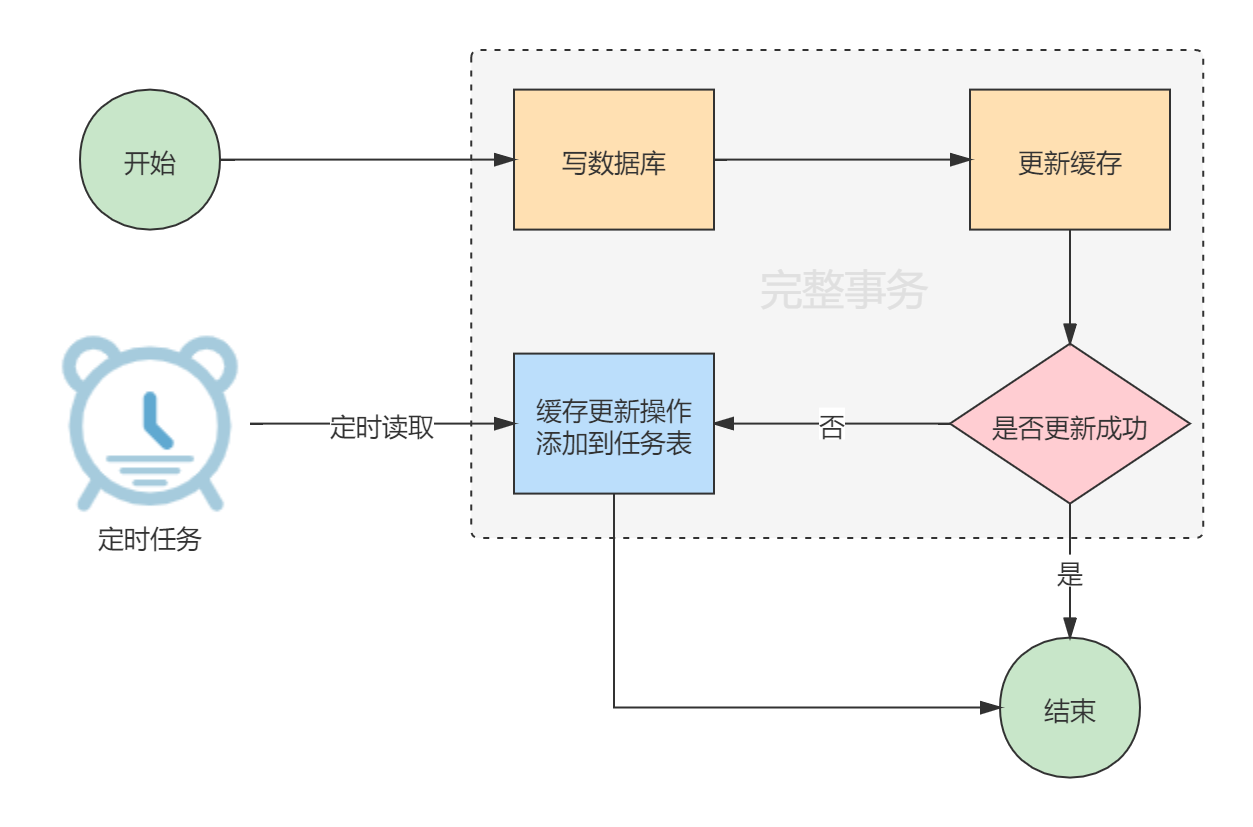 开始
写数据库
更新缓存
完整事务
定时读取
缓存更新操作
添加到任务表
否
是否更新成功
定时任务
是
结束